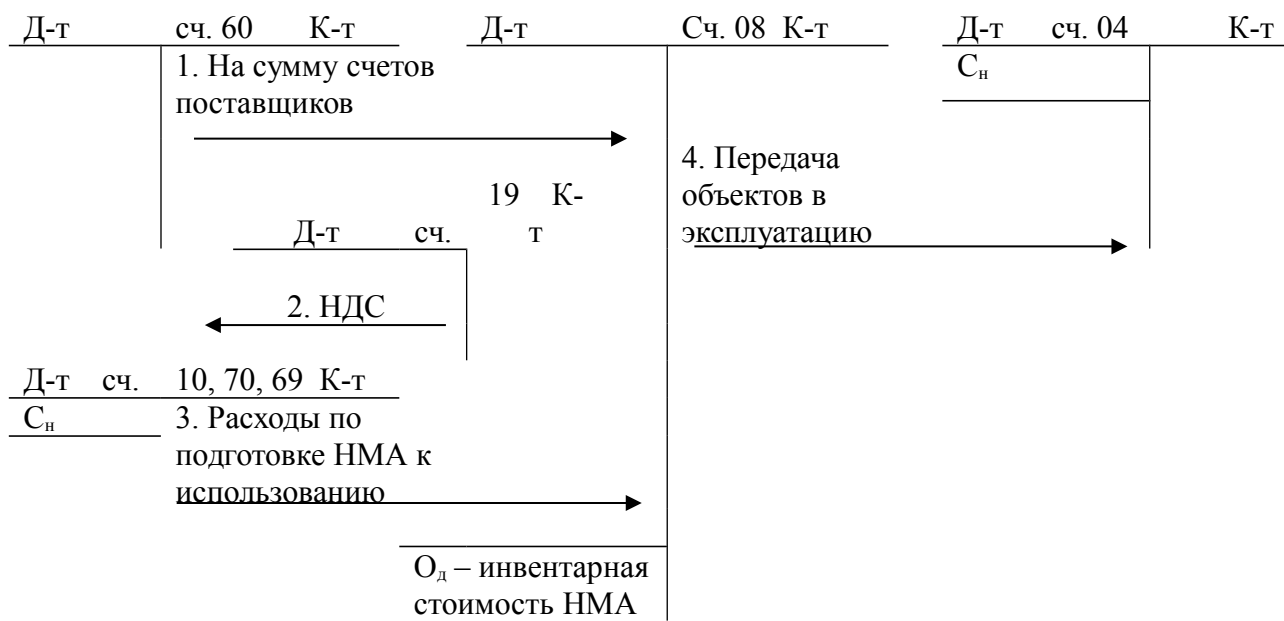 Д-т сч. 60 К-т Д-т Сч. 08 К-т Д-т сч. 04 К-т
1. На сумму счетов
поставщиков
Сн
4. Передача
объектов в
эксплуатацию
19 К-
Д-т сч. т
2. НДС
Д-т сч. 10, 70, 69 К-т
Сн
3. Расходы по
подготовке НМА к
использованию
Од – инвентарная
стоимость НМА